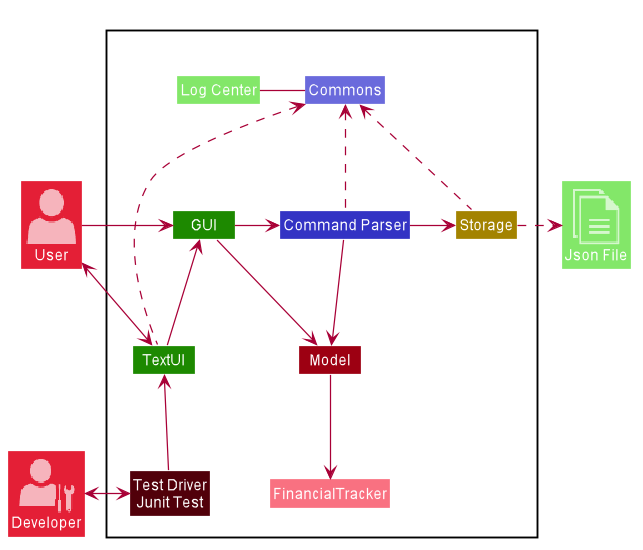 Log Center
Commons
User
GUI
Command Parser
Storage
Json File
TextUI
Model
Developer
Test Driver
Junit Test
FinancialTracker